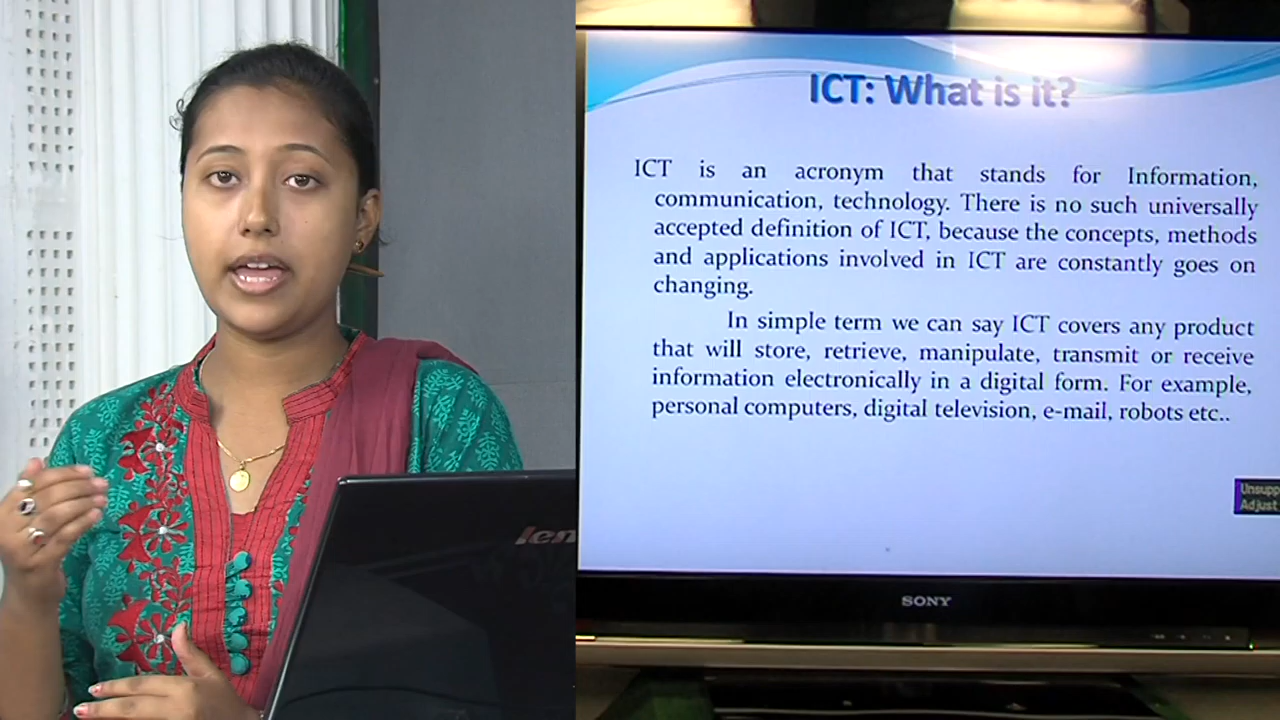 ICT: What is it?
ICT is an acronym that stands for Information,
communication, technology. There is no such universally
accepted definition of ICT, because the concepts, methods
and applications involved in ICT are constantly goes on
changing.
In simple term we can say ICT covers any product
that will store, retrieve, manipulate, transmit or receive
information electronically in a digital form. For example,
personal computers, digital television, e-mail, robots etc..
Unsupp
Adjust
len
SONY